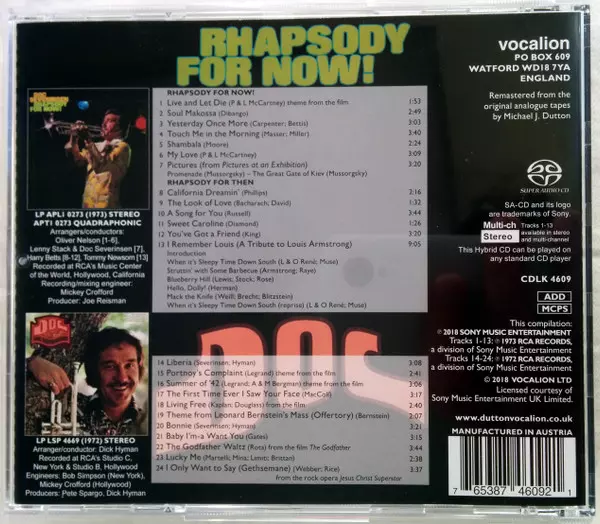 RHAPSODY
FOR NOW!
vocalion
PO BOX 609
WATFORD WD18 7YA
ENGLAND
Remastered from the
original analogue tapes
by Michael J. Dutton
DOC
SEVERINSEN
RHAPSODY
FOR NOW!
RHAPSODY FOR NOW!
1 Live and Let Die (P & L McCartney) theme from the film 1:53
2 Soul Makossa (Dibango) 2:49
3 Yesterday Once More (Carpenter; Bettis) 3:03
4 Touch Me in the Morning (Masser; Miller) 3:40
5 Shambala (Moore) 2:24
6 My Love (P & L McCartney) 3:09
7 Pictures (from Pictures at an Exhibition) 3:20
Promenade (Mussorgsky) – The Great Gate of Kiev (Mussorgsky)
RHAPSODY FOR THEN
8 California Dreamin' (Phillips) 2:16
9 The Look of Love (Bacharach; David) 1:32
10 A Song for You (Russell) 3:44
11 Sweet Caroline (Diamond) 1:26
12 You've Got a Friend (King) 3:20
13 I Remember Louis (A Tribute to Louis Armstrong) 9:05
Introduction
When it's Sleepy Time Down South (L & O René; Muse)
Struttin' with Some Barbecue (Armstrong; Raye)
Blueberry Hill (Lewis; Stock; Rose)
Hello, Dolly! (Herman)
Mack the Knife (Weill; Brecht; Blitzstein)
When it's Sleepy Time Down South (reprise) (L & O René; Muse)
LP APL1 0273 (1973) STEREO
APT1 0273 QUADRAPHONIC
Arrangers/conductors:
Oliver Nelson [1-6],
Lenny Stack & Doc Severinsen [7],
Harry Betts [8-12], Tommy Newsom [13]
Recorded at RCA's Music Center
of the World, Hollywood, California
Recording/mixing engineer:
Mickey Crofford
Producer: Joe Reisman
SUPER AUDIO CD
SA-CD and its logo
are trademarks of Sony.
Multi-ch
Stereo
Tracks 1-13
available in stereo
and multi-channel
This Hybrid CD can be played on
any standard CD player
CDLK 4609
ADD
MCPS
DOC
DOC
14 Liberia (Severinsen; Hyman) 3:08
15 Portnoy's Complaint (Legrand) theme from the film 2:15
16 Summer of '42 (Legrand; A & M Bergman) theme from the film 3:06
17 The First Time Ever I Saw Your Face (MacColl) 3:17
18 Living Free (Kaplan; Douglass) from the film 2:21
19 Theme from Leonard Bernstein's Mass (Offertory) (Bernstein) 2:07
20 Bonnie (Severinsen; Hyman) 3:21
21 Baby I'm-a Want You (Gates) 3:15
22 The Godfather Waltz (Rota) from the film The Godfather 2:44
23 Lucky Me (Martelli; Mina; Levitt; Brittan) 2:38
24 I Only Want to Say (Gethsemane) (Webber; Rice) 3:37
from the rock opera Jesus Christ Superstar
LP LSP 4669 (1972) STEREO
Arranger/conductor: Dick Hyman
Recorded at RCA's Studio C,
New York & Studio B, Hollywood
Engineers: Bob Simpson (New York),
Mickey Crofford (Hollywood)
Producers: Pete Spargo, Dick Hyman
This compilation:
℗ 2018 SONY MUSIC ENTERTAINMENT
Tracks 1-13: ℗ 1973 RCA RECORDS,
a division of Sony Music Entertainment
Tracks 14-24: ℗ 1972 RCA RECORDS,
a division of Sony Music Entertainment
© 2018 VOCALION LTD
Licensed courtesy of
Sony Music Entertainment UK Limited.
www.duttonvocalion.co.uk
MANUFACTURED IN AUSTRIA
7 65387 46092 1